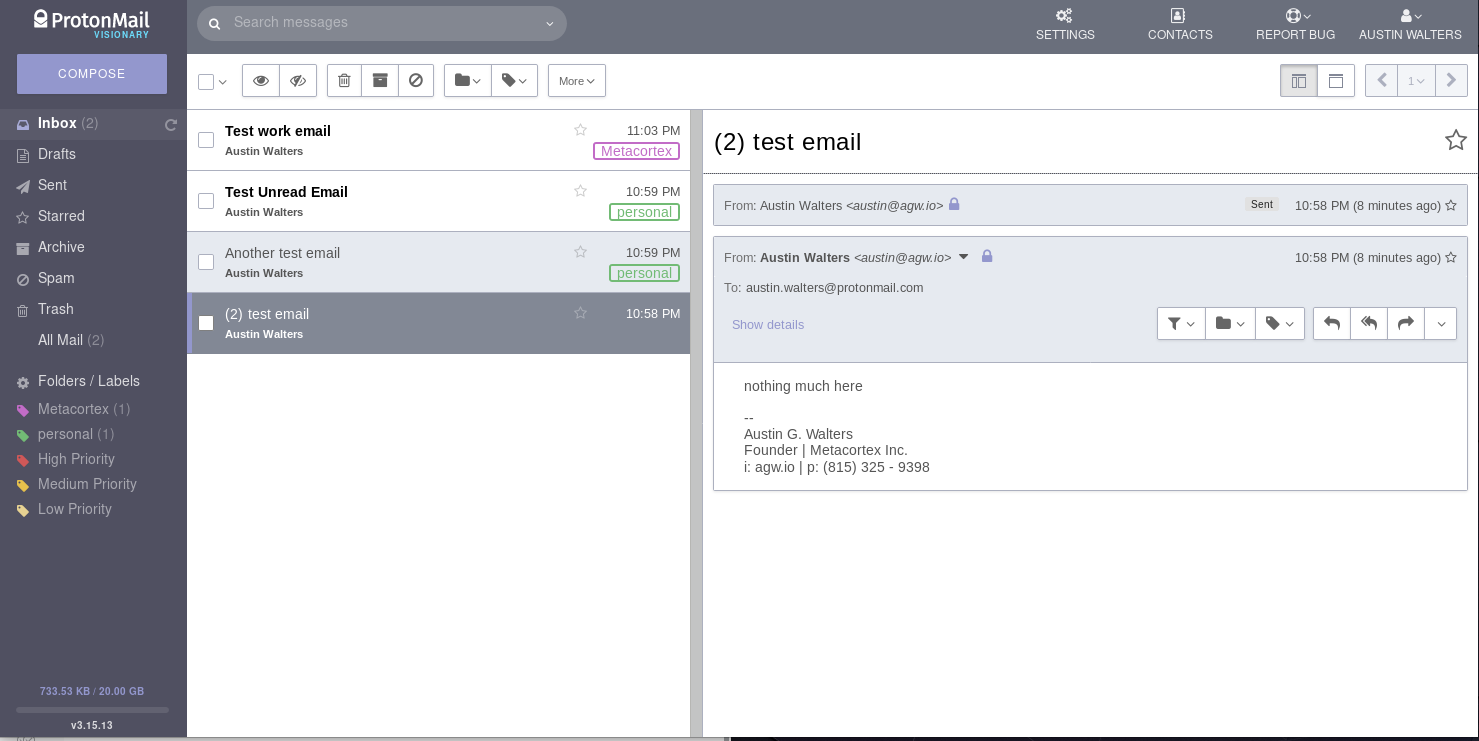 ProtonMail
VISIONARY
Search messages
SETTINGS
CONTACTS
REPORT BUG
AUSTIN WALTERS
COMPOSE
More
1
Inbox (2)
Drafts
Sent
Starred
Archive
Spam
Trash
All Mail (2)
Folders / Labels
Metacortex (1)
personal (1)
High Priority
Medium Priority
Low Priority
733.53 KB / 20.00 GB
v3.15.13
Test work email 11:03 PM
Austin Walters Metacortex
Test Unread Email 10:59 PM
Austin Walters personal
Another test email 10:59 PM
Austin Walters personal
(2) test email 10:58 PM
Austin Walters
(2) test email
From: Austin Walters <austin@agw.io> Sent 10:58 PM (8 minutes ago)
From: Austin Walters <austin@agw.io> 10:58 PM (8 minutes ago)
To: austin.walters@protonmail.com
Show details
nothing much here
--
Austin G. Walters
Founder | Metacortex Inc.
i: agw.io | p: (815) 325 - 9398